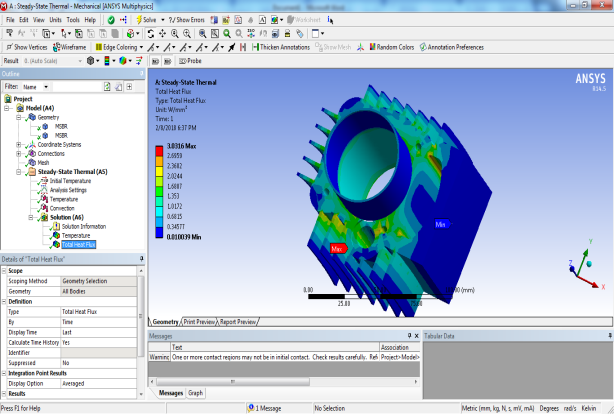 A : Steady-State Thermal - Mechanical [ANSYS Multiphysics]
File Edit View Units Tools Help Solve ?/ Show Errors Worksheet
Show Vertices Wireframe Edge Coloring Thicken Annotations Show Mesh Random Colors Annotation Preferences
Result 0. (Auto Scale) Probe
Outline
Filter: Name
Project
Model (A4)
Geometry
MSBR
MSBR
Coordinate Systems
Connections
Mesh
Steady-State Thermal (A5)
Initial Temperature
Analysis Settings
Temperature
Convection
Solution (A6)
Solution Information
Temperature
Total Heat Flux
Details of "Total Heat Flux"
Scope
Scoping Method Geometry Selection
Geometry All Bodies
Definition
Type Total Heat Flux
By Time
Display Time Last
Calculate Time History Yes
Identifier
Suppressed No
Integration Point Results
Display Option Averaged
Results
A: Steady-State Thermal
Total Heat Flux
Type: Total Heat Flux
Unit: W/mm²
Time: 1
2/8/2018 6:37 PM
3.0316 Max
2.6959
2.3602
2.0244
1.6887
1.353
1.0172
0.6815
0.34577
0.010039 Min
ANSYS
R14.5
Min
Max
0.00
25.00
(mm)
Y
Z
X
Geometry Print Preview Report Preview
Messages
Text Association
Warning One or more contact regions may not be in initial contact. Check results carefully. Project>Model>
Messages Graph
Tabular Data
Press F1 for Help 1 Message No Selection Metric (mm, kg, N, s, mV, mA) Degrees rad/s Kelvin